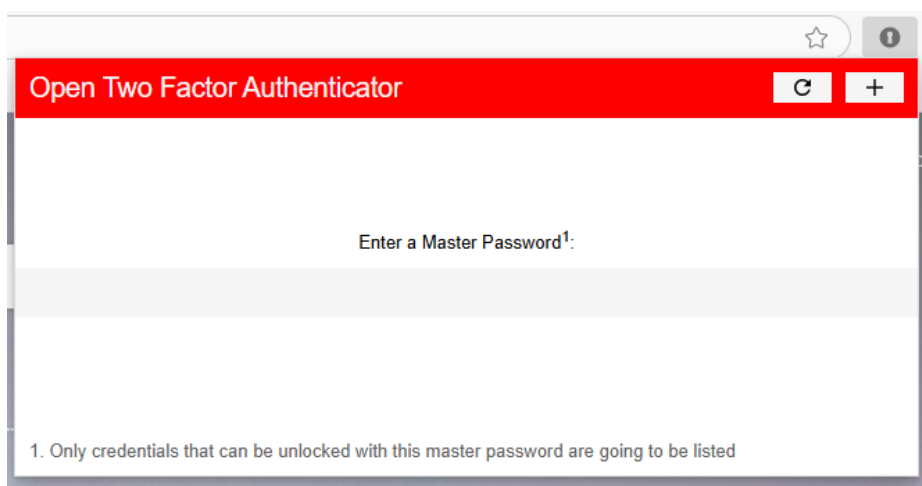 Open Two Factor Authenticator
Enter a Master Password¹:
1. Only credentials that can be unlocked with this master password are going to be listed